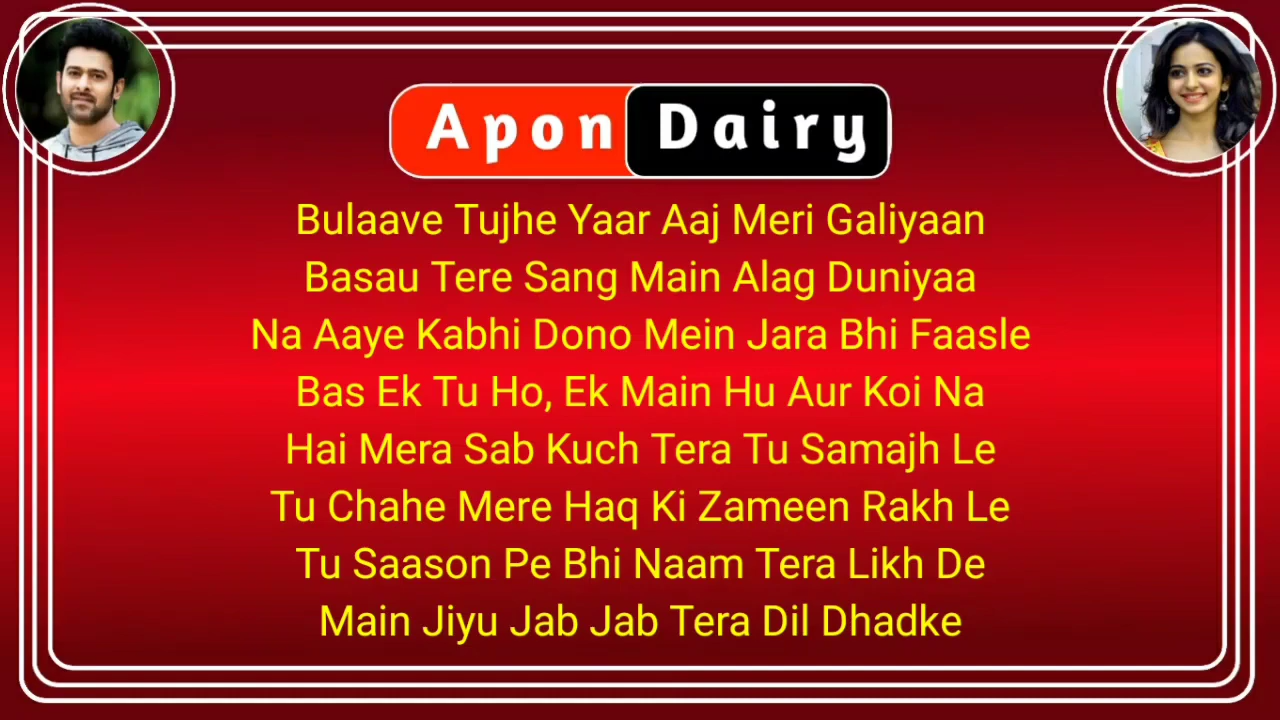 Apon Dairy
Bulaave Tujhe Yaar Aaj Meri Galiyaan
Basau Tere Sang Main Alag Duniyaa
Na Aaye Kabhi Dono Mein Jara Bhi Faasle
Bas Ek Tu Ho, Ek Main Hu Aur Koi Na
Hai Mera Sab Kuch Tera Tu Samajh Le
Tu Chahe Mere Haq Ki Zameen Rakh Le
Tu Saason Pe Bhi Naam Tera Likh De
Main Jiyu Jab Jab Tera Dil Dhadke